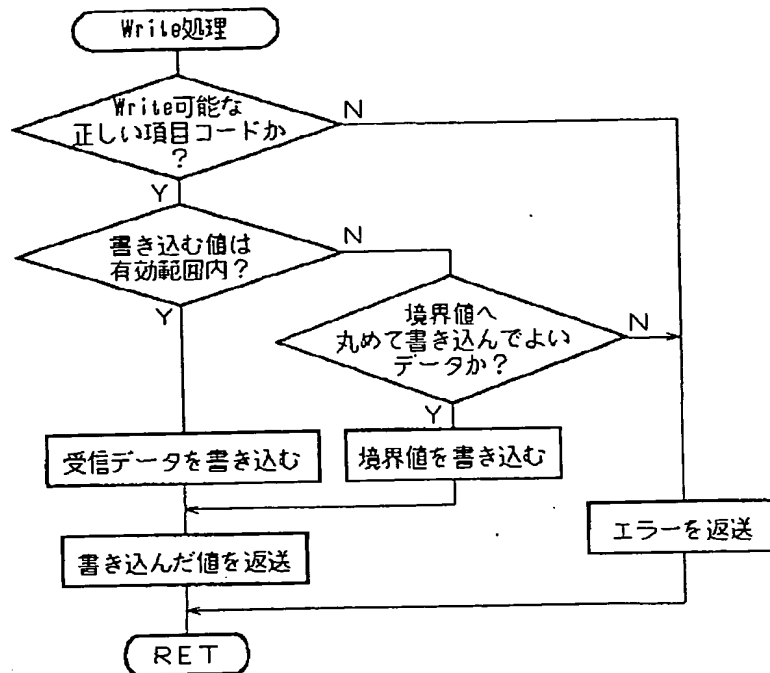 Write処理
Write可能な
正しい項目コードか
?
N
Y
書き込む値は
有効範囲内?
N
Y
境界値へ
丸めて書き込んでよい
データか?
N
Y
受信データを書き込む
境界値を書き込む
エラーを返送
書き込んだ値を返送
RET